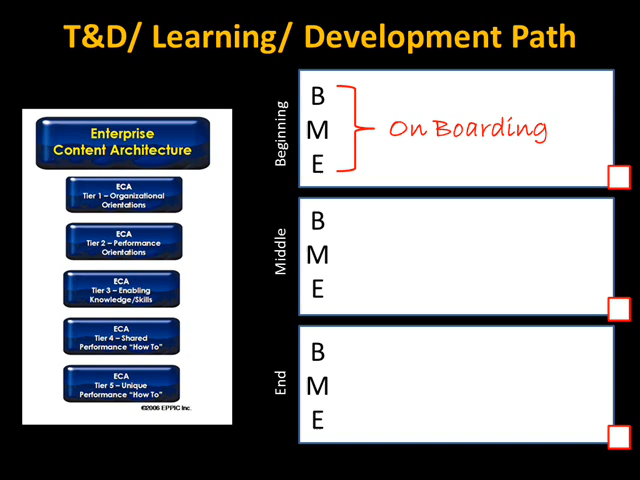 T&D/ Learning/ Development Path
Enterprise
Content Architecture
ECA
Tier 1 – Organizational
Orientations
ECA
Tier 2 – Performance
Orientations
ECA
Tier 3 – Enabling
Knowledge/Skills
ECA
Tier 4 – Shared
Performance “How To”
ECA
Tier 5 – Unique
Performance “How To”
©2006 EPPIC Inc.
Beginning
B
M
E
On Boarding
Middle
B
M
E
End
B
M
E